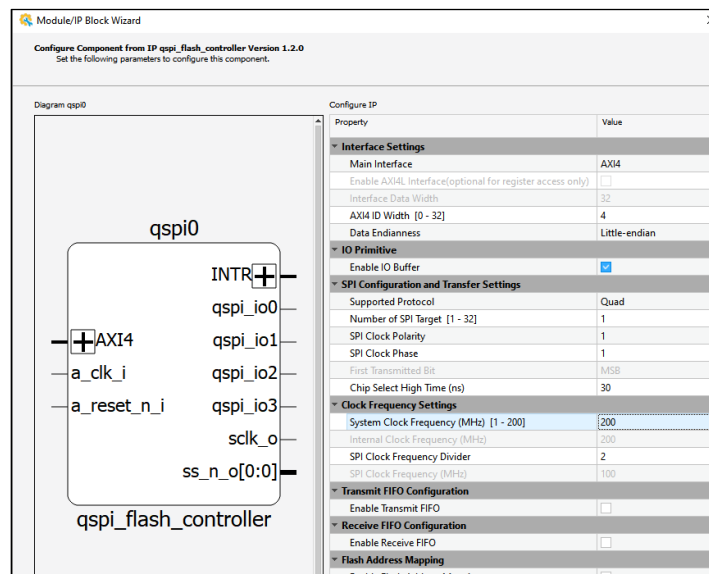 Module/IP Block Wizard
Configure Component from IP qspi_flash_controller Version 1.2.0
Set the following parameters to configure this component.
Diagram qspi0
qspi0
INTR
qspi_io0
qspi_io1
AXI4
qspi_io2
a_clk_i
qspi_io3
a_reset_n_i
sclk_o
ss_n_o[0:0]
qspi_flash_controller
Configure IP
Property Value
Interface Settings
Main Interface AXI4
Enable AXI4L Interface(optional for register access only)
Interface Data Width 32
AXI4 ID Width [0 - 32] 4
Data Endianness Little-endian
IO Primitive
Enable IO Buffer
SPI Configuration and Transfer Settings
Supported Protocol Quad
Number of SPI Target [1 - 32] 1
SPI Clock Polarity 1
SPI Clock Phase 1
First Transmitted Bit MSB
Chip Select High Time (ns) 30
Clock Frequency Settings
System Clock Frequency (MHz) [1 - 200] 200
Internal Clock Frequency (MHz) 200
SPI Clock Frequency Divider 2
SPI Clock Frequency (MHz) 100
Transmit FIFO Configuration
Enable Transmit FIFO
Receive FIFO Configuration
Enable Receive FIFO
Flash Address Mapping